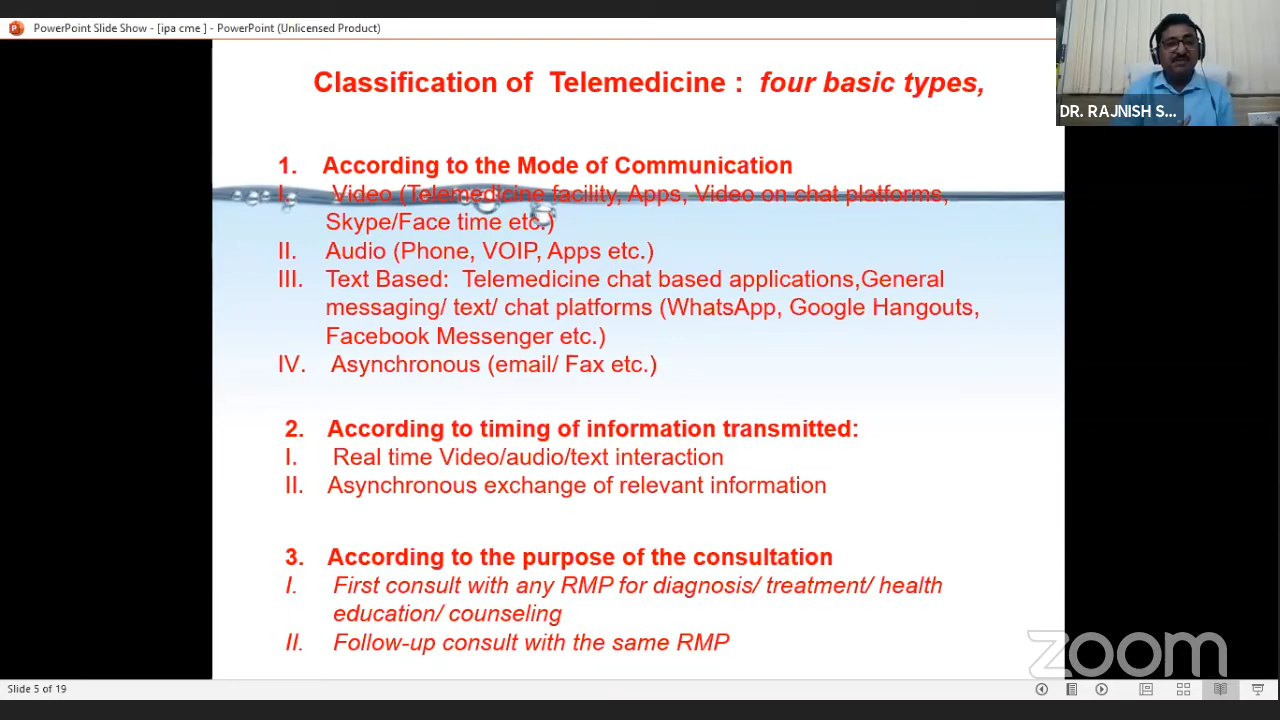 PowerPoint Slide Show - [ipa cme ] - PowerPoint (Unlicensed Product)
DR. RAJNISH S...
Classification of Telemedicine : four basic types,
1. According to the Mode of Communication
I. Video (Telemedicine facility, Apps, Video on chat platforms,
Skype/Face time etc.)
II. Audio (Phone, VOIP, Apps etc.)
III. Text Based: Telemedicine chat based applications,General
messaging/ text/ chat platforms (WhatsApp, Google Hangouts,
Facebook Messenger etc.)
IV. Asynchronous (email/ Fax etc.)
2. According to timing of information transmitted:
I. Real time Video/audio/text interaction
II. Asynchronous exchange of relevant information
3. According to the purpose of the consultation
I. First consult with any RMP for diagnosis/ treatment/ health
education/ counseling
II. Follow-up consult with the same RMP
zoom
Slide 5 of 19